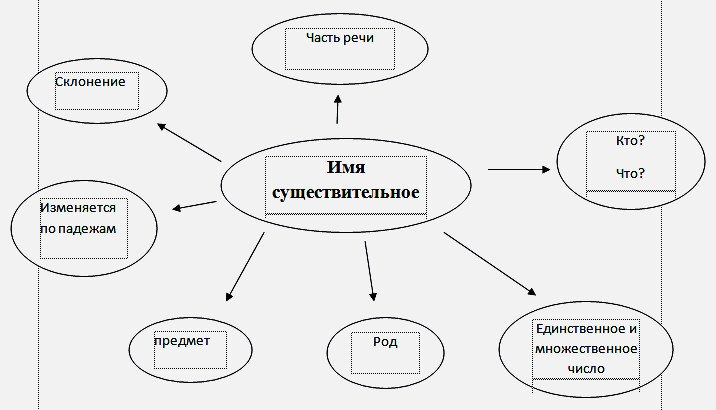 Часть речи
Склонение
Кто?
Что?
Имя
существительное
Изменяется
по падежам
предмет
Род
Единственное и
множественное
число